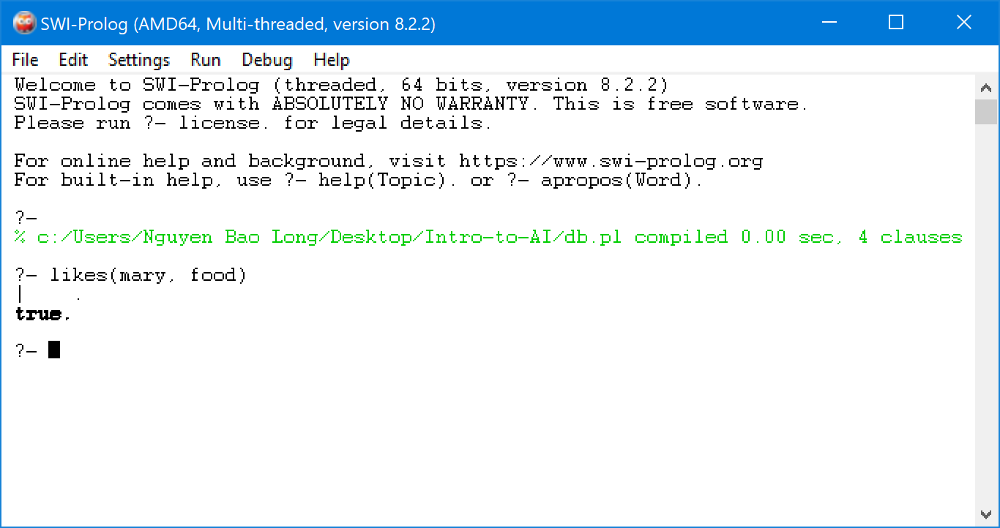 SWI-Prolog (AMD64, Multi-threaded, version 8.2.2)
File Edit Settings Run Debug Help
Welcome to SWI-Prolog (threaded, 64 bits, version 8.2.2)
SWI-Prolog comes with ABSOLUTELY NO WARRANTY. This is free software.
Please run ?- license. for legal details.
For online help and background, visit https://www.swi-prolog.org
For built-in help, use ?- help(Topic). or ?- apropos(Word).
?-
% c:/Users/Nguyen Bao Long/Desktop/Intro-to-AI/db.pl compiled 0.00 sec, 4 clauses
?- likes(mary, food)
|     .
true.
?-